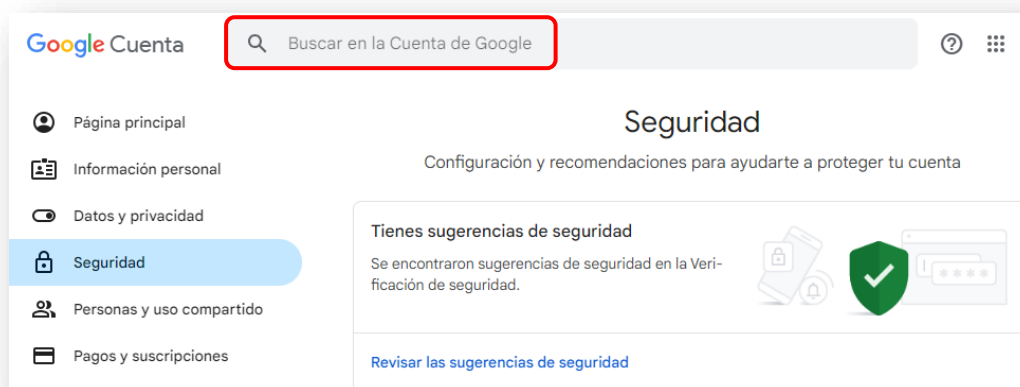 Google Cuenta
Buscar en la Cuenta de Google
Página principal
Información personal
Datos y privacidad
Seguridad
Personas y uso compartido
Pagos y suscripciones
Seguridad
Configuración y recomendaciones para ayudarte a proteger tu cuenta
Tienes sugerencias de seguridad
Se encontraron sugerencias de seguridad en la Veri-
ficación de seguridad.
Revisar las sugerencias de seguridad